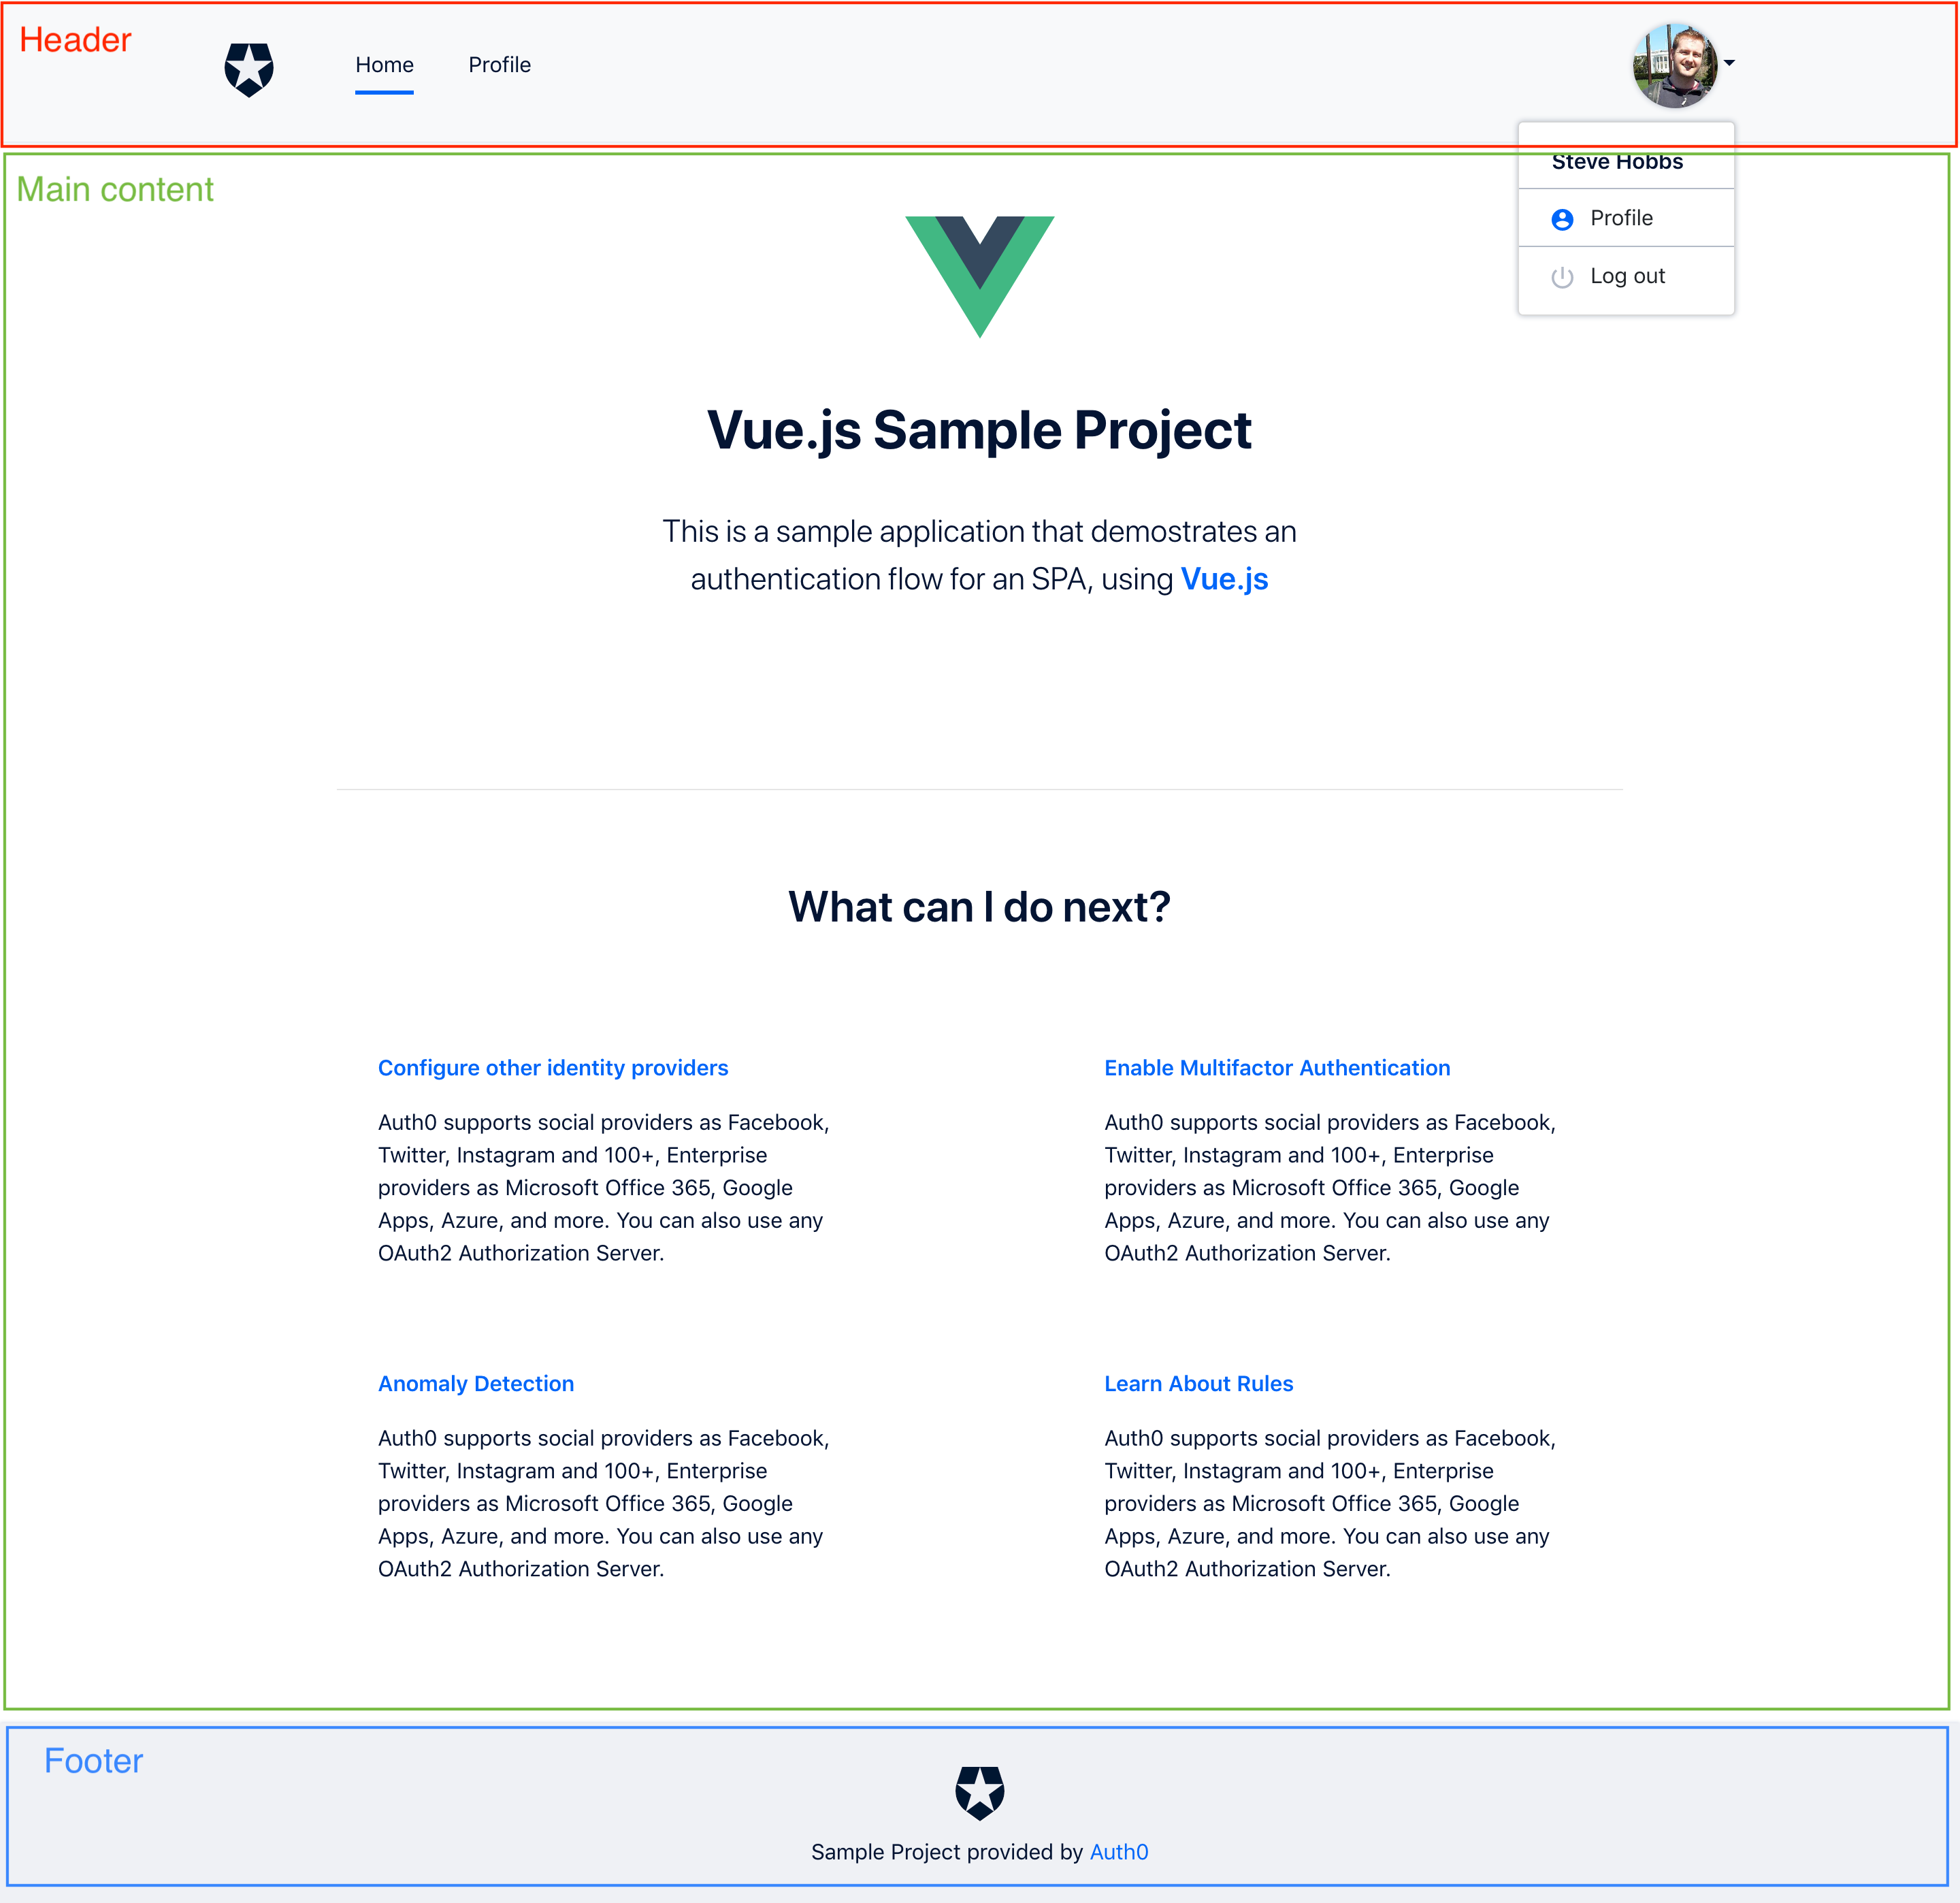 Header
Home
Profile
Steve Hobbs
Profile
Log out
Main content
Vue.js Sample Project
This is a sample application that demostrates an
authentication flow for an SPA, using Vue.js
What can I do next?
Configure other identity providers
Auth0 supports social providers as Facebook,
Twitter, Instagram and 100+, Enterprise
providers as Microsoft Office 365, Google
Apps, Azure, and more. You can also use any
OAuth2 Authorization Server.
Enable Multifactor Authentication
Auth0 supports social providers as Facebook,
Twitter, Instagram and 100+, Enterprise
providers as Microsoft Office 365, Google
Apps, Azure, and more. You can also use any
OAuth2 Authorization Server.
Anomaly Detection
Auth0 supports social providers as Facebook,
Twitter, Instagram and 100+, Enterprise
providers as Microsoft Office 365, Google
Apps, Azure, and more. You can also use any
OAuth2 Authorization Server.
Learn About Rules
Auth0 supports social providers as Facebook,
Twitter, Instagram and 100+, Enterprise
providers as Microsoft Office 365, Google
Apps, Azure, and more. You can also use any
OAuth2 Authorization Server.
Footer
Sample Project provided by Auth0